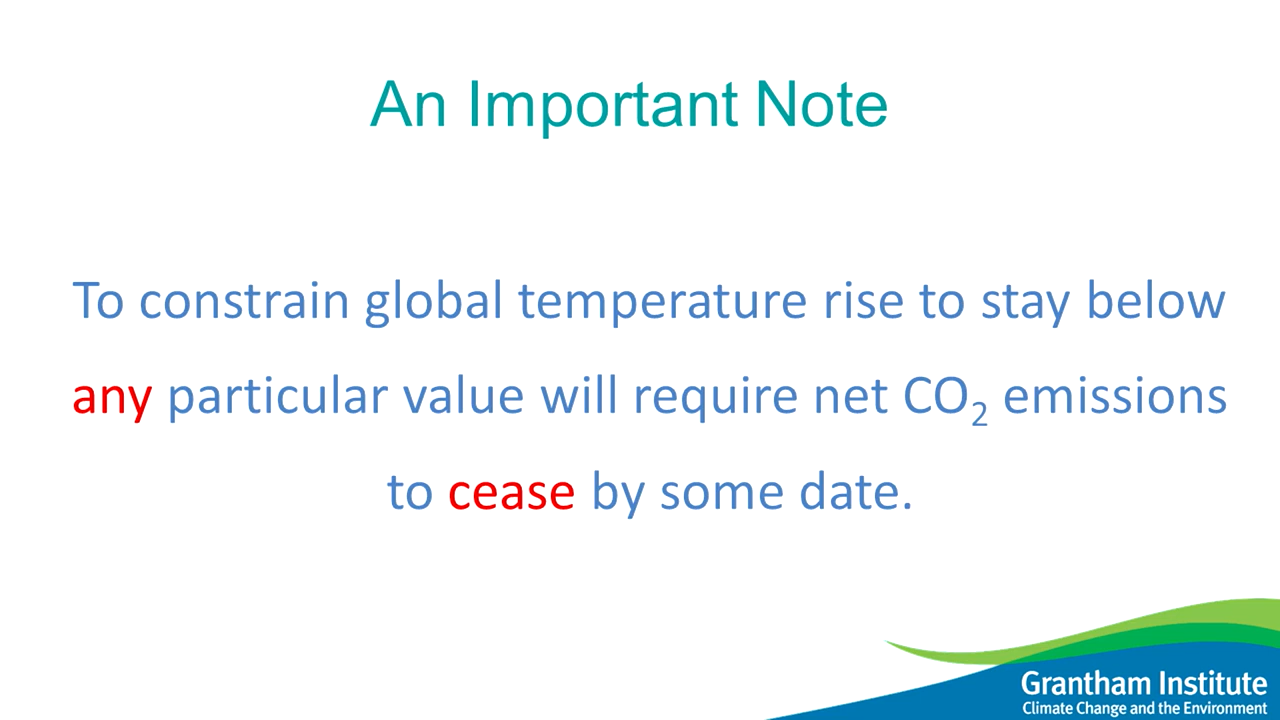 An Important Note
To constrain global temperature rise to stay below
any particular value will require net CO₂ emissions
to cease by some date.
Grantham Institute
Climate Change and the Environment